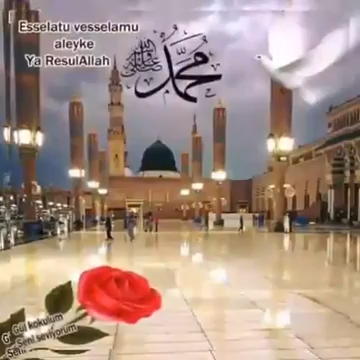 Esselatu vesselamu
aleyke
Ya ResulAllah
محمد ﷺ
Gül kokulum
Seni seviyorum